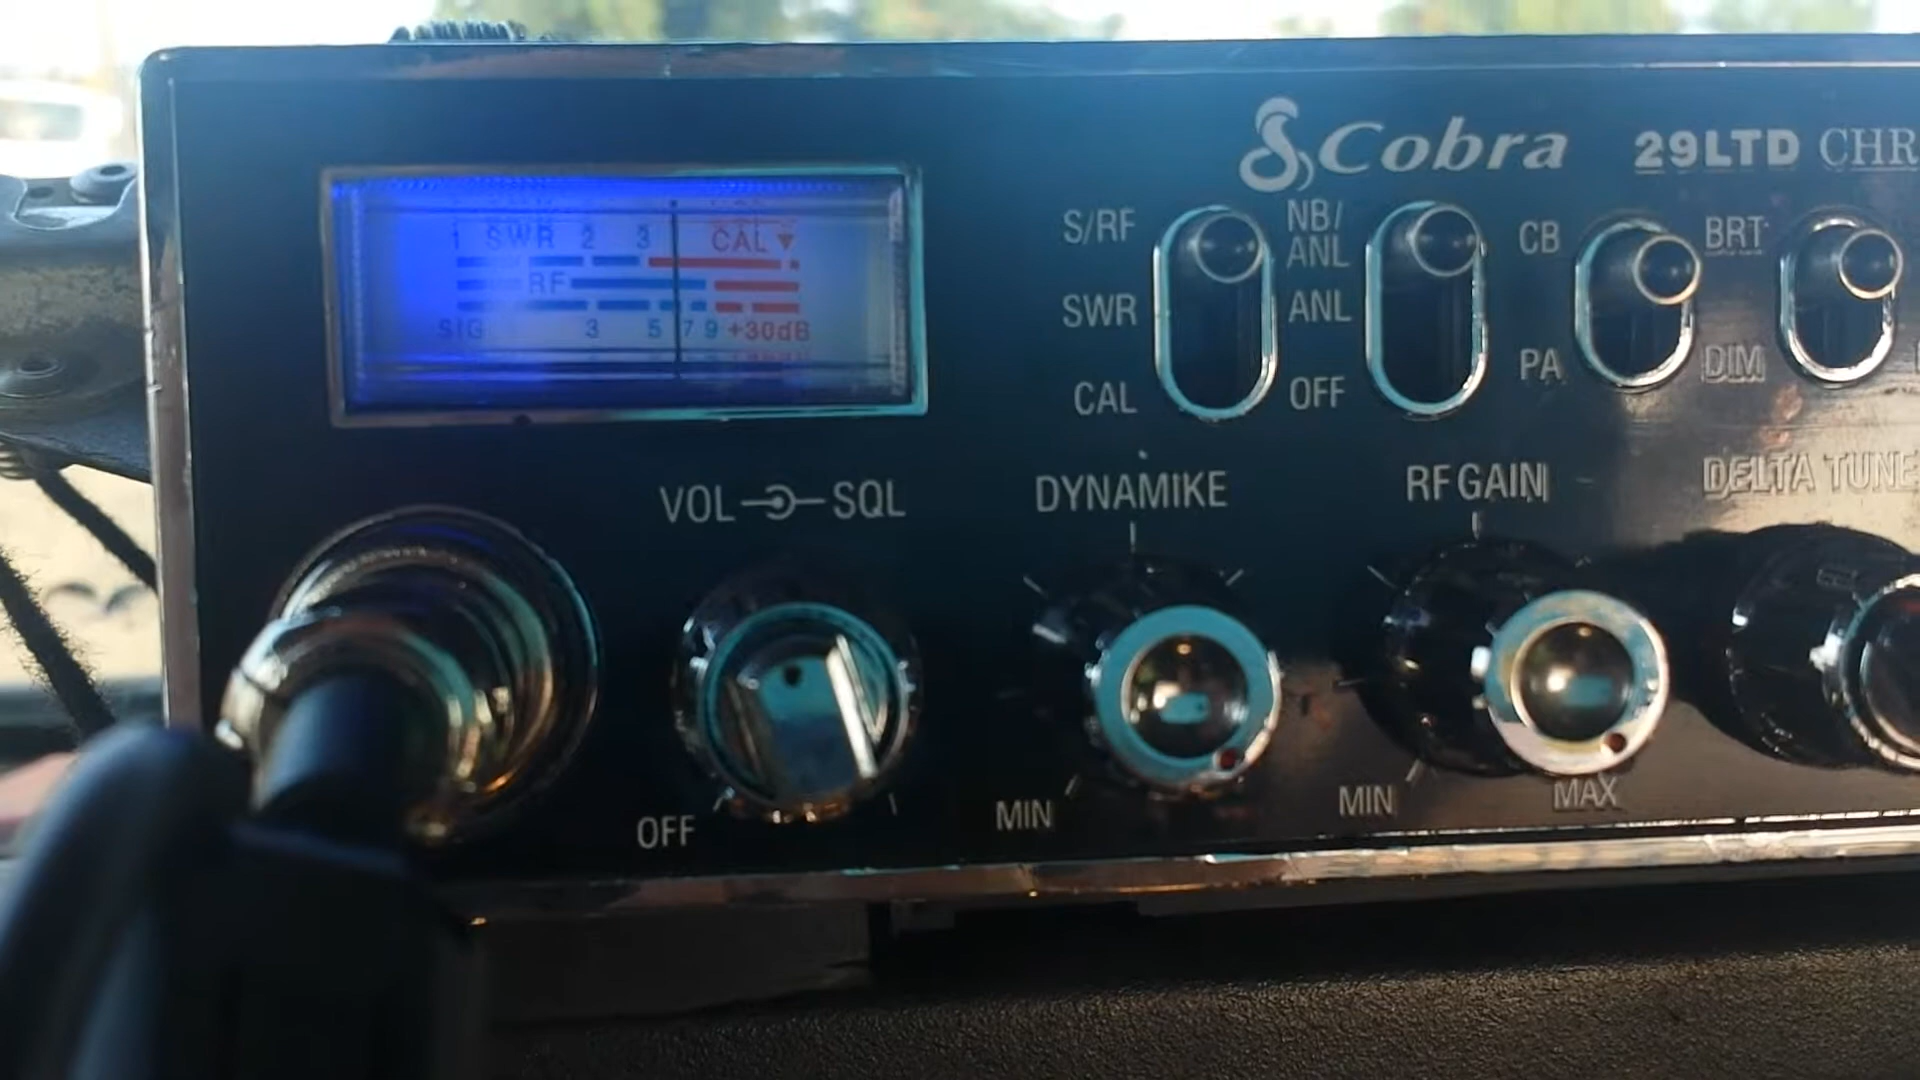 Cobra 29LTD CHR
1 SWR 2 3 CAL
RF
SIG 3 5 7 9 +30dB
S/RF
SWR
CAL
NB/
ANL
ANL
OFF
CB
PA
BRT
DIM
VOL SQL
DYNAMIKE
RF GAIN
DELTA TUNE
OFF
MIN
MIN
MAX